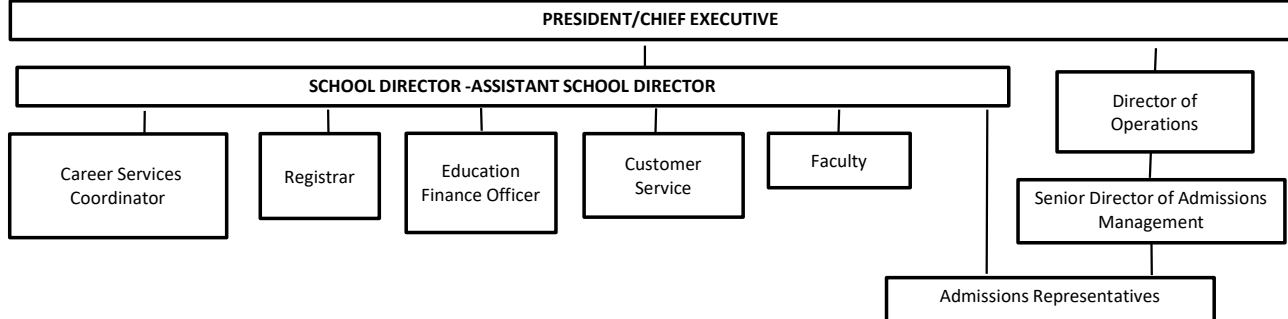 PRESIDENT/CHIEF EXECUTIVE
SCHOOL DIRECTOR -ASSISTANT SCHOOL DIRECTOR
Director of
Operations
Career Services
Coordinator
Registrar
Education
Finance Officer
Customer
Service
Faculty
Senior Director of Admissions
Management
Admissions Representatives